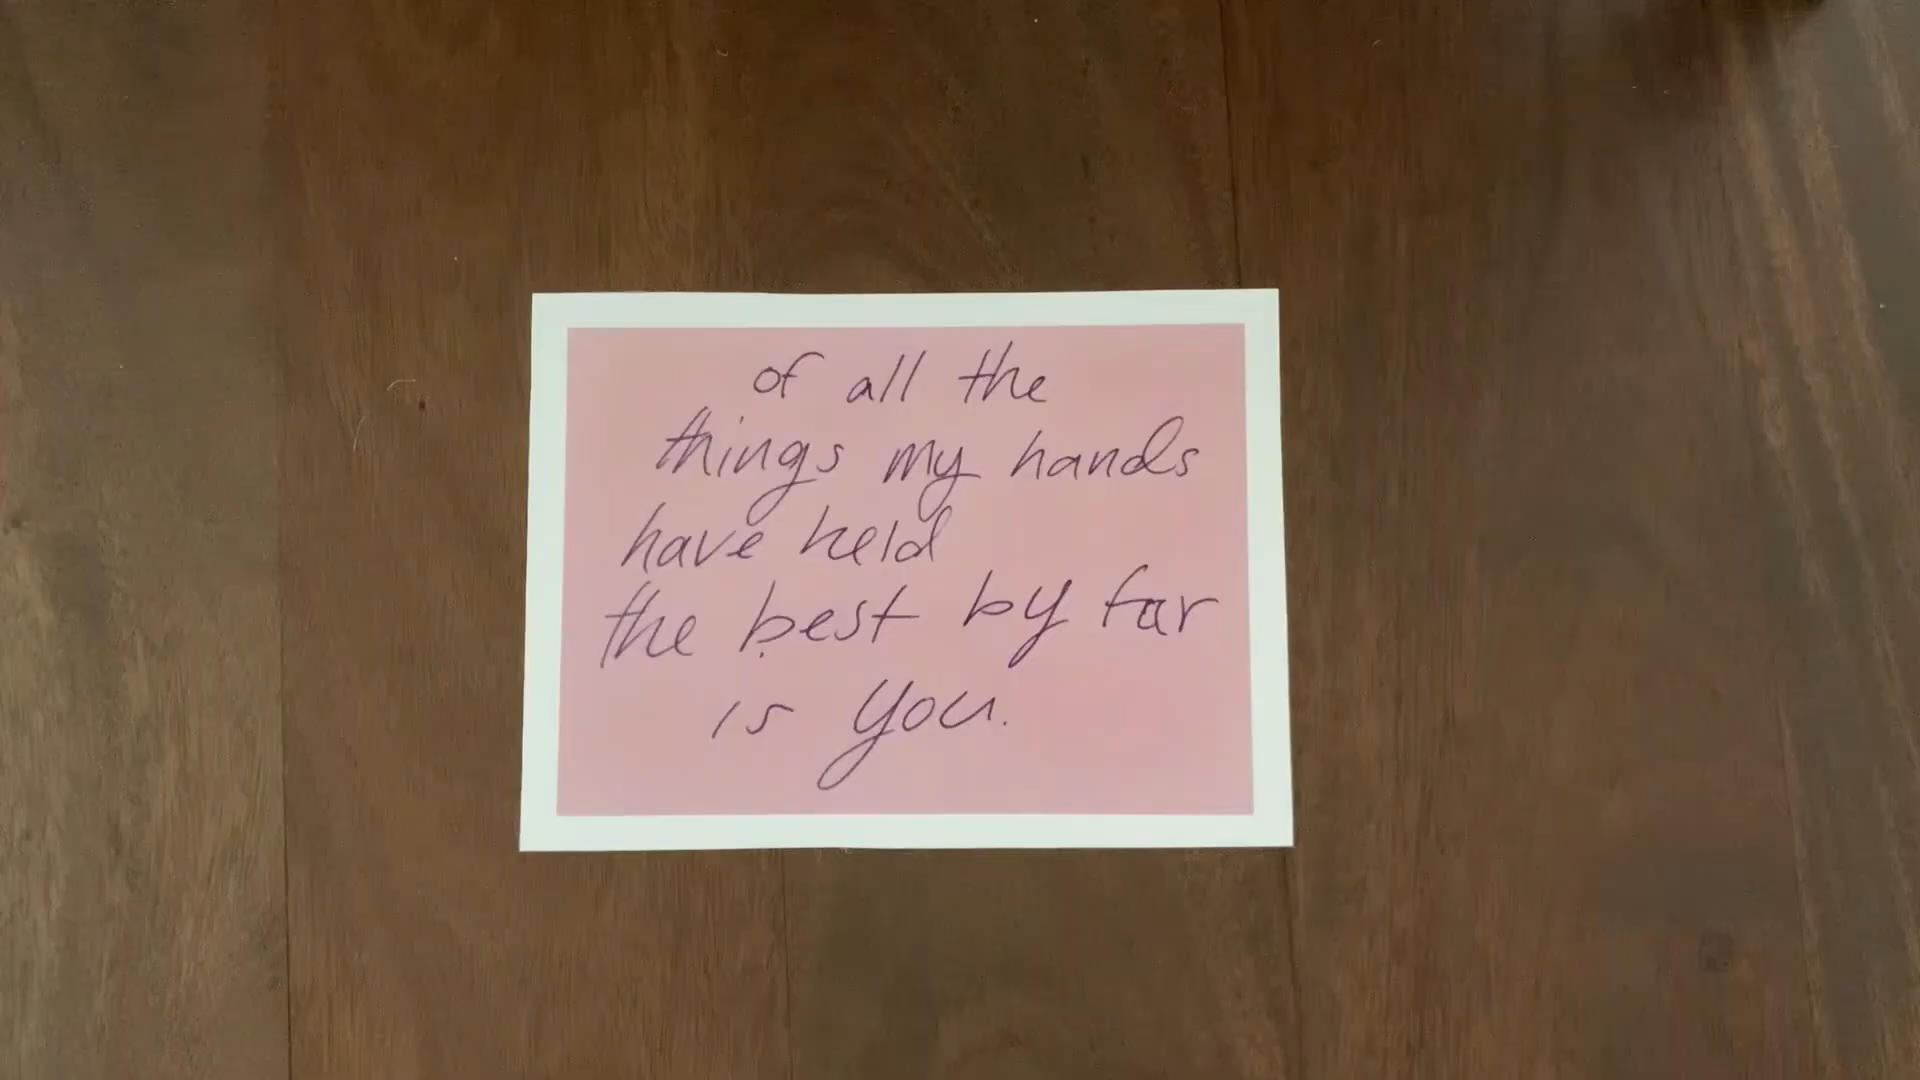 of all the
things my hands
have held
the best by far
is you.